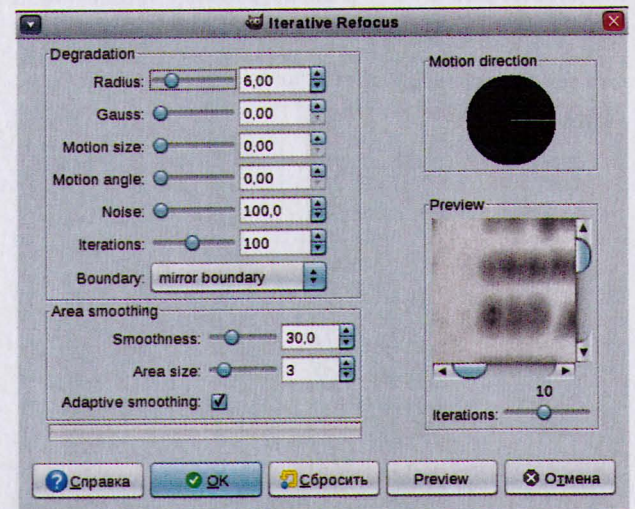 Iterative Refocus
Degradation
Radius: 6,00
Gauss: 0,00
Motion size: 0,00
Motion angle: 0,00
Noise: 100,0
Iterations: 100
Boundary: mirror boundary
Area smoothing
Smoothness: 30,0
Area size: 3
Adaptive smoothing:
Motion direction
Preview
10
Iterations:
Справка
OK
Сбросить
Preview
Отмена